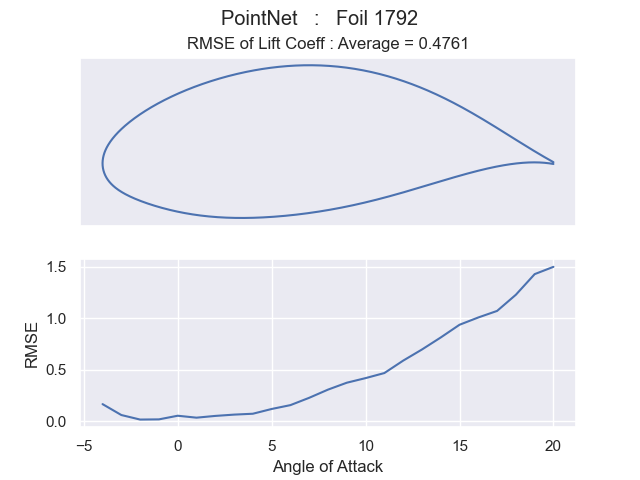 PointNet   :   Foil 1792
RMSE of Lift Coeff : Average = 0.4761
1.5
1.0
0.5
0.0
RMSE
−5 0 5 10 15 20
Angle of Attack